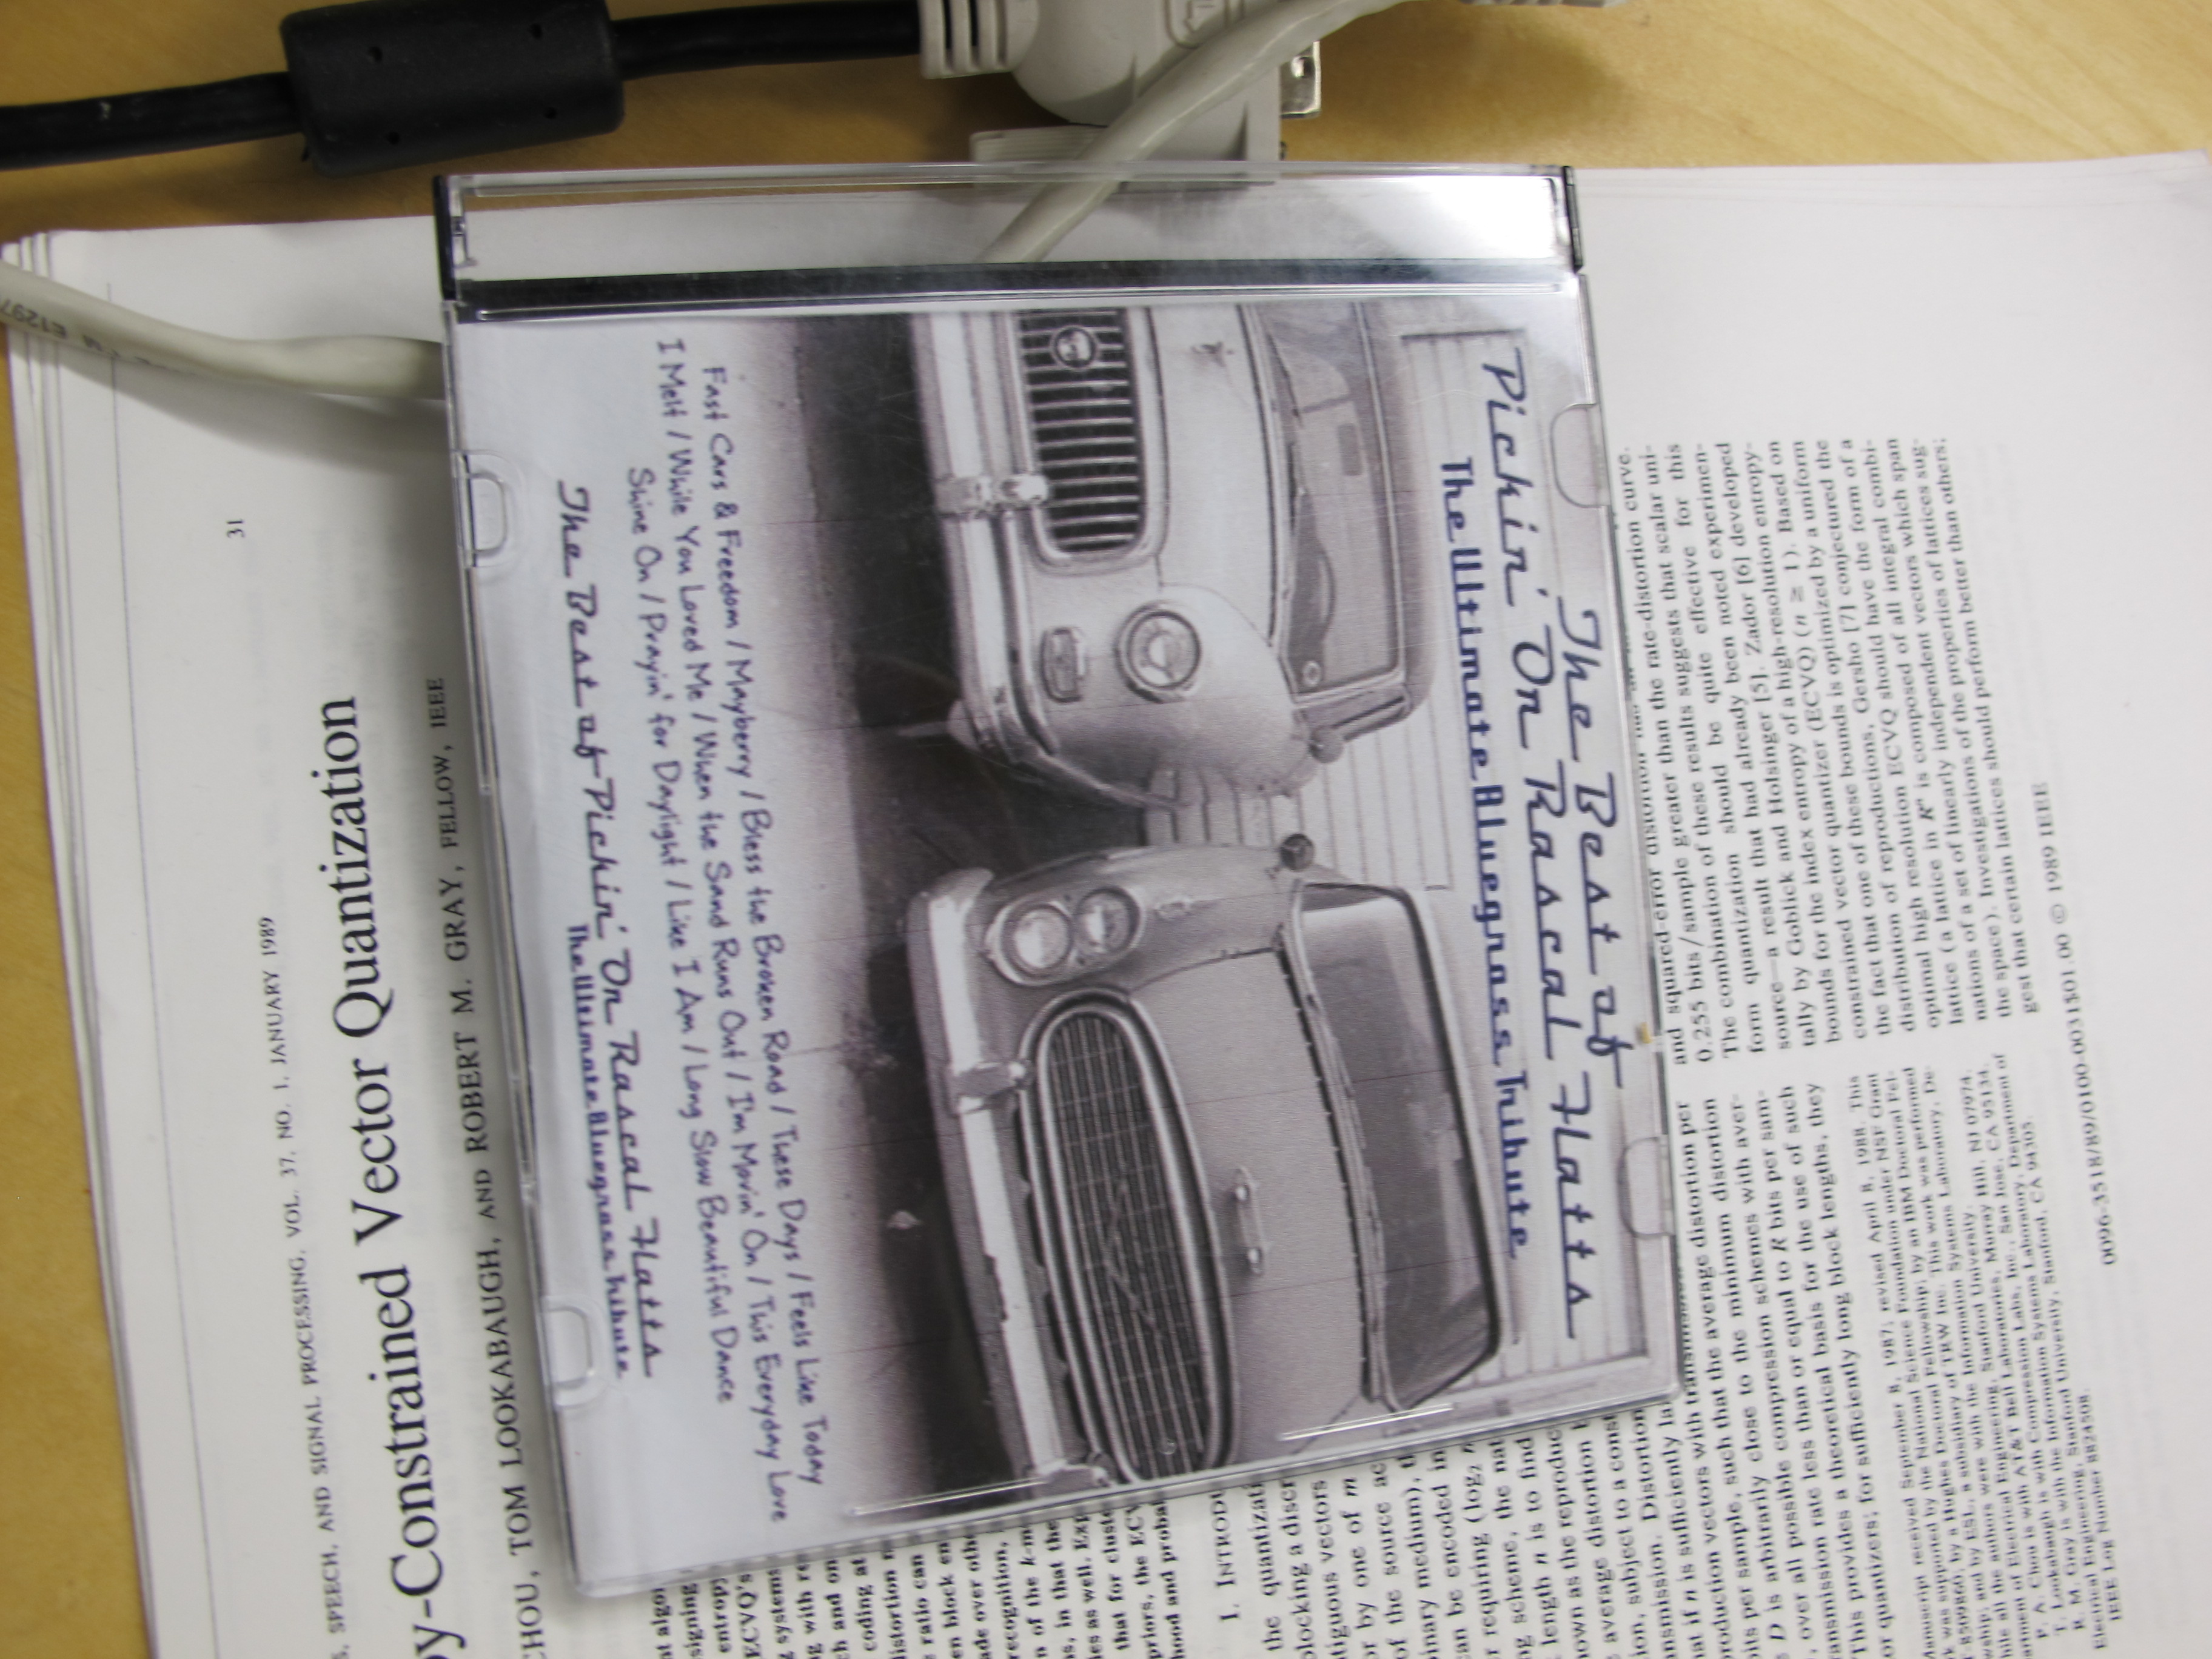 The Best of
Pickin' On Rascal Flatts
The Ultimate Bluegrass Tribute
Fast Cars & Freedom / Mayberry / Bless the Broken Road / These Days / Feels Like Today
I Melt / While You Loved Me / When the Sand Runs Out / I'm Movin' On / This Everyday Love
Shine On / Prayin' for Daylight / Like I Am / Long Slow Beautiful Dance
The Best of Pickin' On Rascal Flatts
The Ultimate Bluegrass Tribute
31
SPEECH, AND SIGNAL PROCESSING, VOL. 37, NO. 1, JANUARY 1989
y-Constrained Vector Quantization
CHOU, TOM LOOKABAUGH, AND ROBERT M. GRAY, FELLOW, IEEE
I. INTRODU
the quantizati
blocking a discr
tiguous vectors
or by one of m
of the source
binary medium),
can be encoded in
r requiring (log2 n
ng scheme, the
length n is to find
nown as the reproduc
average distortion
ion, subject to a const
ansmission. Distortion
hat if n is sufficiently la
production vectors with transmission
bits per sample, such that the average distortion per
D is arbitrarily close to the minimum distortion
, over all possible compression schemes with aver-
ransmission rate less than or equal to R bits per sam-
This provides a theoretical basis for the use of such
or quantizers; for sufficiently long block lengths, they
Manuscript received September 8, 1987; revised April 8, 1988. This
k was supported by the National Science Foundation under NSF Grant
-8509860, by a Hughes Doctoral Fellowship; by an IBM Doctoral Fel-
wship; and by ESL, a subsidiary of TRW Inc. This work was performed
hile all the authors were with the Information Systems Laboratory, De-
partment of Electrical Engineering, Stanford University.
P. A. Chou is with AT&T Bell Laboratories, Murray Hill, NJ 07974.
T. Lookabaugh is with Compression Labs, Inc., San Jose, CA 95134.
R. M. Gray is with the Information Systems Laboratory, Department of
Electrical Engineering, Stanford University, Stanford, CA 94305.
IEEE Log Number 8824508.
and squared-error distortion has
0.255 bits/sample greater than the rate-distortion curve.
The combination of these results suggests that scalar uni-
form quantization should be quite effective for this
source—a result that had already been noted experimen-
tally by Goblick and Holsinger [5]. Zador [6] developed
bounds for the index entropy of a high-resolution entropy-
constrained vector quantizer (ECVQ) (n ≥ 1). Based on
the fact that one of these bounds is optimized by a uniform
distribution of reproductions, Gersho [7] conjectured the
optimal high resolution ECVQ should have the form of a
lattice (a lattice in Rn is composed of all integral combi-
nations of a set of linearly independent vectors which span
the space). Investigations of the properties of lattices sug-
gest that certain lattices should perform better than others;
0096-3518/89/0100-0031$01.00 © 1989 IEEE